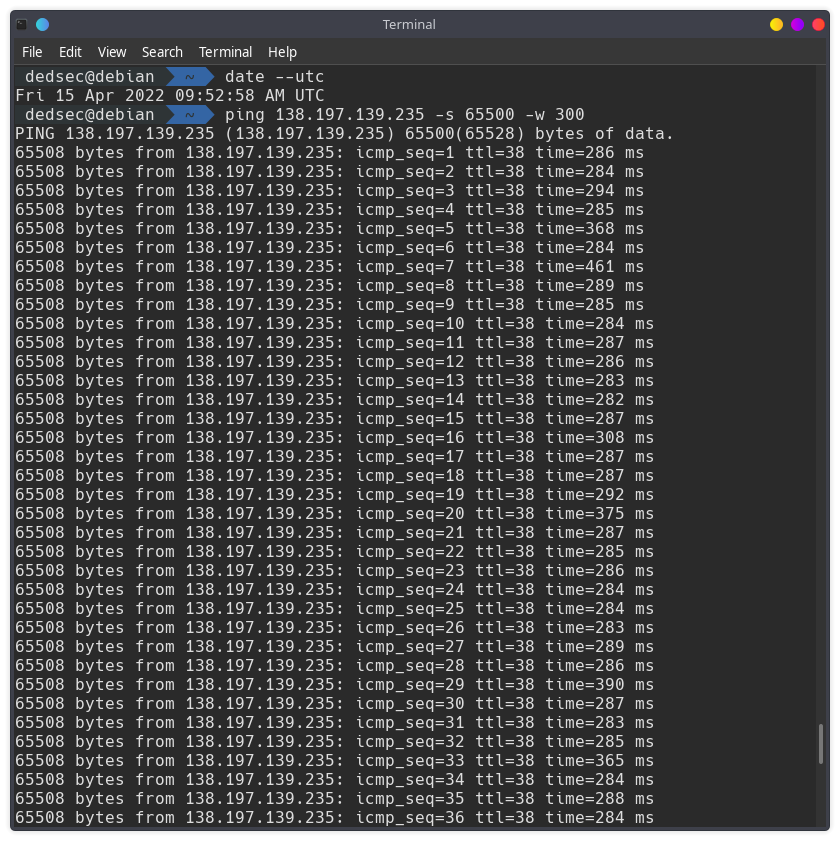 Terminal
File Edit View Search Terminal Help
dedsec@debian ~ date --utc
Fri 15 Apr 2022 09:52:58 AM UTC
dedsec@debian ~ ping 138.197.139.235 -s 65500 -w 300
PING 138.197.139.235 (138.197.139.235) 65500(65528) bytes of data.
65508 bytes from 138.197.139.235: icmp_seq=1 ttl=38 time=286 ms
65508 bytes from 138.197.139.235: icmp_seq=2 ttl=38 time=284 ms
65508 bytes from 138.197.139.235: icmp_seq=3 ttl=38 time=294 ms
65508 bytes from 138.197.139.235: icmp_seq=4 ttl=38 time=285 ms
65508 bytes from 138.197.139.235: icmp_seq=5 ttl=38 time=368 ms
65508 bytes from 138.197.139.235: icmp_seq=6 ttl=38 time=284 ms
65508 bytes from 138.197.139.235: icmp_seq=7 ttl=38 time=461 ms
65508 bytes from 138.197.139.235: icmp_seq=8 ttl=38 time=289 ms
65508 bytes from 138.197.139.235: icmp_seq=9 ttl=38 time=285 ms
65508 bytes from 138.197.139.235: icmp_seq=10 ttl=38 time=284 ms
65508 bytes from 138.197.139.235: icmp_seq=11 ttl=38 time=287 ms
65508 bytes from 138.197.139.235: icmp_seq=12 ttl=38 time=286 ms
65508 bytes from 138.197.139.235: icmp_seq=13 ttl=38 time=283 ms
65508 bytes from 138.197.139.235: icmp_seq=14 ttl=38 time=282 ms
65508 bytes from 138.197.139.235: icmp_seq=15 ttl=38 time=287 ms
65508 bytes from 138.197.139.235: icmp_seq=16 ttl=38 time=308 ms
65508 bytes from 138.197.139.235: icmp_seq=17 ttl=38 time=287 ms
65508 bytes from 138.197.139.235: icmp_seq=18 ttl=38 time=287 ms
65508 bytes from 138.197.139.235: icmp_seq=19 ttl=38 time=292 ms
65508 bytes from 138.197.139.235: icmp_seq=20 ttl=38 time=375 ms
65508 bytes from 138.197.139.235: icmp_seq=21 ttl=38 time=287 ms
65508 bytes from 138.197.139.235: icmp_seq=22 ttl=38 time=285 ms
65508 bytes from 138.197.139.235: icmp_seq=23 ttl=38 time=286 ms
65508 bytes from 138.197.139.235: icmp_seq=24 ttl=38 time=284 ms
65508 bytes from 138.197.139.235: icmp_seq=25 ttl=38 time=284 ms
65508 bytes from 138.197.139.235: icmp_seq=26 ttl=38 time=283 ms
65508 bytes from 138.197.139.235: icmp_seq=27 ttl=38 time=289 ms
65508 bytes from 138.197.139.235: icmp_seq=28 ttl=38 time=286 ms
65508 bytes from 138.197.139.235: icmp_seq=29 ttl=38 time=390 ms
65508 bytes from 138.197.139.235: icmp_seq=30 ttl=38 time=287 ms
65508 bytes from 138.197.139.235: icmp_seq=31 ttl=38 time=283 ms
65508 bytes from 138.197.139.235: icmp_seq=32 ttl=38 time=285 ms
65508 bytes from 138.197.139.235: icmp_seq=33 ttl=38 time=365 ms
65508 bytes from 138.197.139.235: icmp_seq=34 ttl=38 time=284 ms
65508 bytes from 138.197.139.235: icmp_seq=35 ttl=38 time=288 ms
65508 bytes from 138.197.139.235: icmp_seq=36 ttl=38 time=284 ms